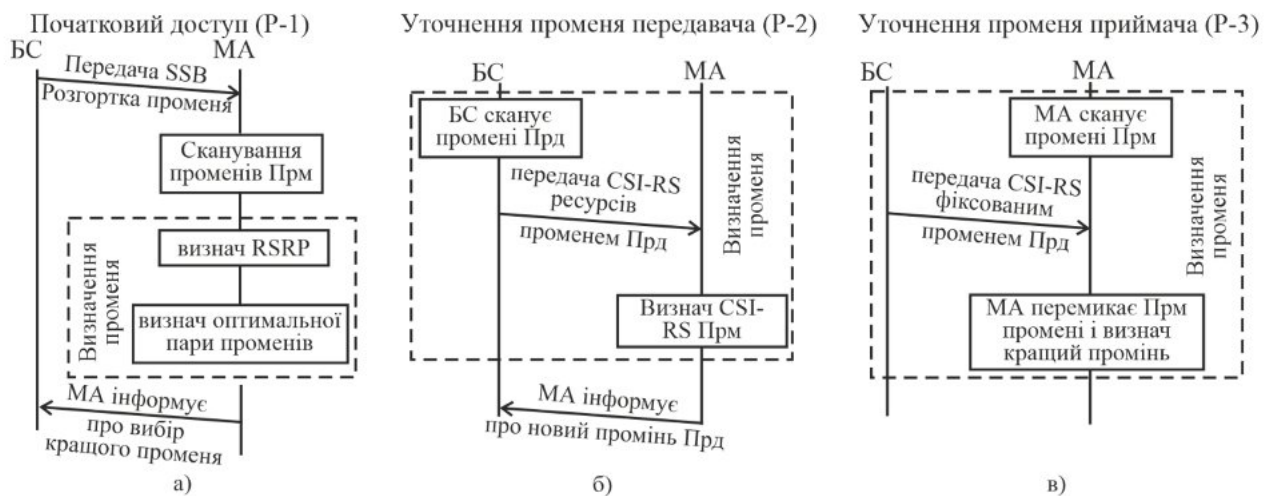 Початковий доступ (P-1)
БС
МА
Передача SSB
Розгортка променя
Сканування
променів Прм
визнач RSRP
Визначення
променя
визнач оптимальної
пари променів
МА інформує
про вибір
кращого променя
а)
Уточнення променя передавача (P-2)
БС
МА
БС сканує
промені Прд
передача CSI-RS
ресурсів
променем Прд
Визначення
променя
Визнач CSI-
RS Прм
МА інформує
про новий промінь Прд
б)
Уточнення променя приймача (P-3)
БС
МА
МА сканує
промені Прм
передача CSI-RS
фіксованим
променем Прд
Визначення
променя
МА перемикає Прм
промені і визнач
кращий промінь
в)